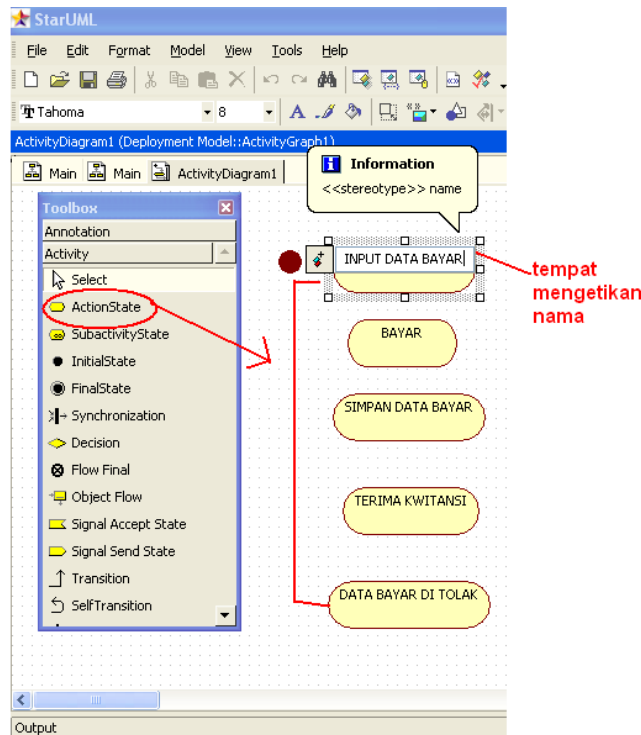 StarUML
File Edit Format Model View Tools Help
Tahoma 8
ActivityDiagram1 (Deployment Model::ActivityGraph1)
Main Main ActivityDiagram1
Information
<<stereotype>> name
Toolbox
Annotation
Activity
Select
ActionState
SubactivityState
InitialState
FinalState
Synchronization
Decision
Flow Final
Object Flow
Signal Accept State
Signal Send State
Transition
SelfTransition
INPUT DATA BAYAR
tempat
mengetikan
nama
BAYAR
SIMPAN DATA BAYAR
TERIMA KWITANSI
DATA BAYAR DI TOLAK
Output